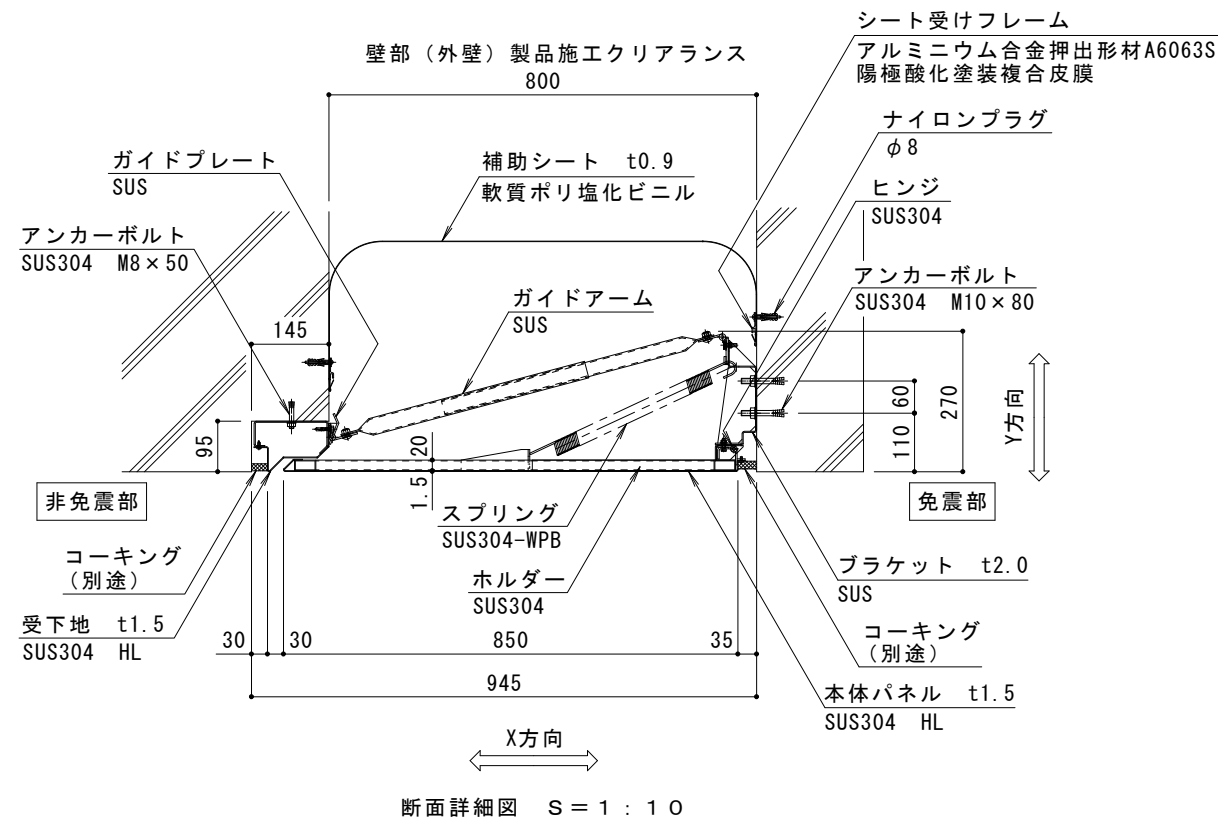 シート受けフレーム
アルミニウム合金押出形材A6063S
陽極酸化塗装複合皮膜
壁部（外壁）製品施工クリアランス
800
ナイロンプラグ
φ8
ガイドプレート
SUS
補助シート t0.9
軟質ポリ塩化ビニル
ヒンジ
SUS304
アンカーボルト
SUS304 M8×50
ガイドアーム
SUS
アンカーボルト
SUS304 M10×80
145
95
20
1.5
60
110
270
Y方向
非免震部
免震部
スプリング
SUS304-WPB
コーキング
（別途）
ホルダー
SUS304
ブラケット t2.0
SUS
受下地 t1.5
SUS304 HL
コーキング
（別途）
30
30
850
35
945
本体パネル t1.5
SUS304 HL
X方向
断面詳細図 S＝1：10